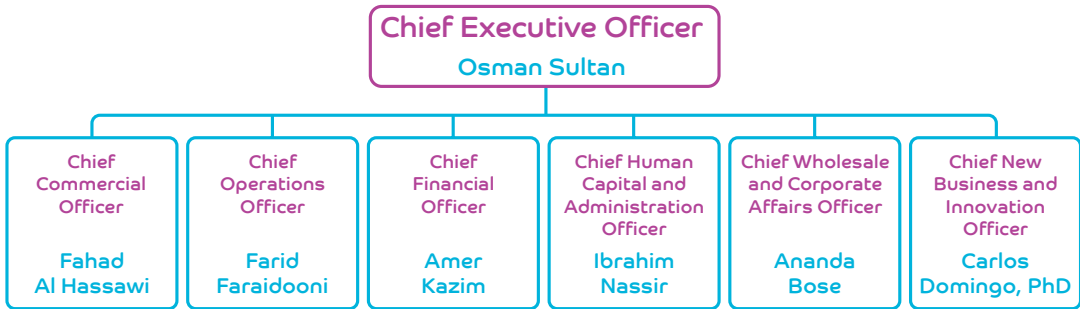 Chief Executive Officer
Osman Sultan
Chief
Commercial
Officer
Fahad
Al Hassawi
Chief
Operations
Officer
Farid
Faraidooni
Chief
Financial
Officer
Amer
Kazim
Chief Human
Capital and
Administration
Officer
Ibrahim
Nassir
Chief Wholesale
and Corporate
Affairs Officer
Ananda
Bose
Chief New
Business and
Innovation
Officer
Carlos
Domingo, PhD